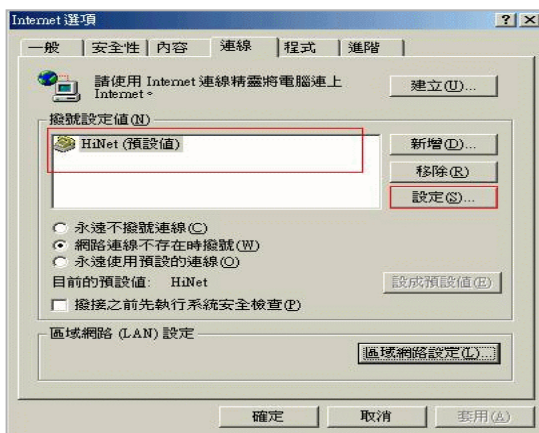 Internet 選項
一般 安全性 內容 連線 程式 進階
請使用 Internet 連線精靈將電腦連上
Internet。
建立(U)...
撥號設定值(N)
HiNet (預設值)
新增(D)...
移除(R)
設定(S)...
永遠不撥號連線(C)
網路連線不存在時撥號(W)
永遠使用預設的連線(O)
目前的預設值: HiNet
設成預設值(E)
撥接之前先執行系統安全檢查(P)
區域網路 (LAN) 設定
區域網路設定(L)...
確定 取消 套用(A)